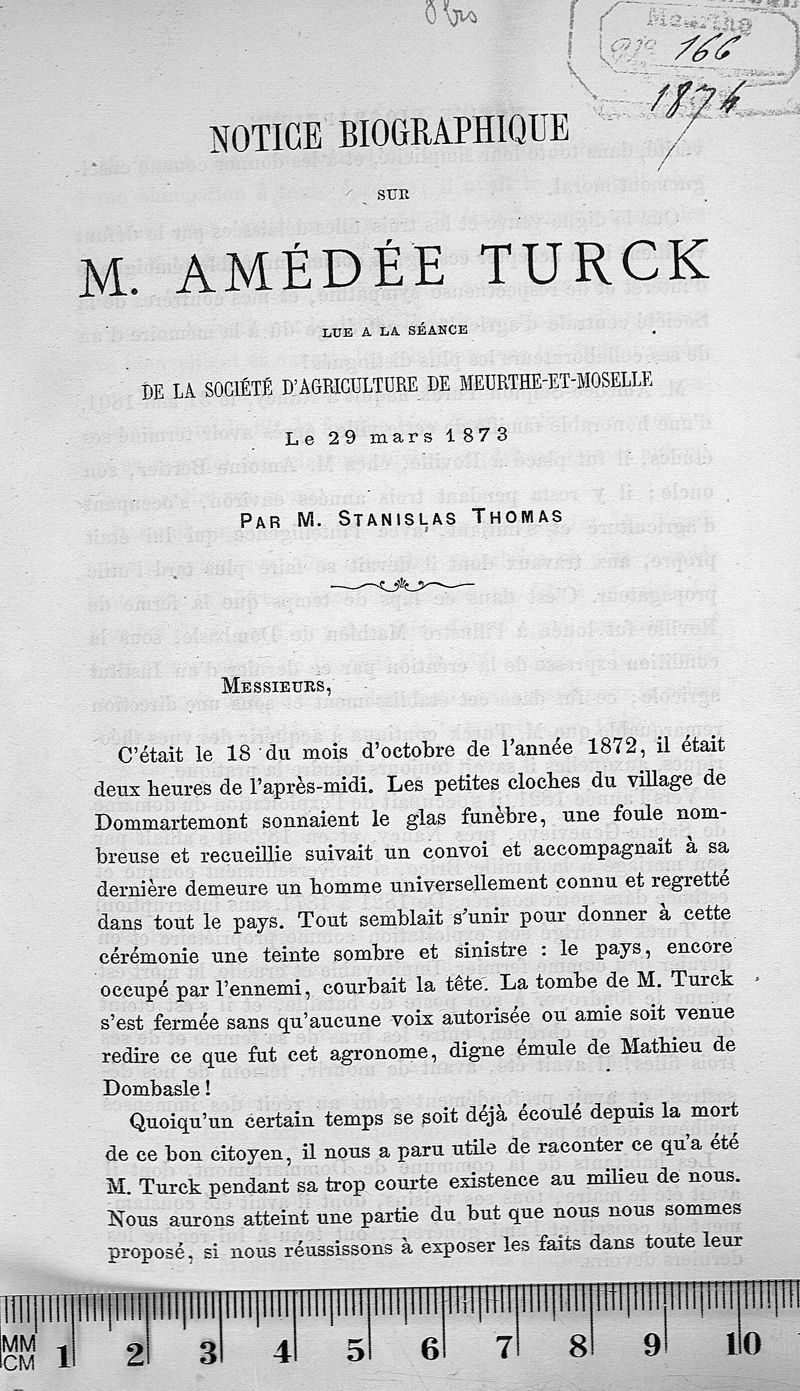 8 bis
Meurthe
166
1874
NOTICE BIOGRAPHIQUE
SUR
M. AMÉDÉE TURCK
LUE A LA SÉANCE
DE LA SOCIÉTÉ D'AGRICULTURE DE MEURTHE-ET-MOSELLE
Le 29 mars 1873
PAR M. STANISLAS THOMAS
MESSIEURS,
C'était le 18 du mois d'octobre de l'année 1872, il était
deux heures de l'après-midi. Les petites cloches du village de
Dommartemont sonnaient le glas funèbre, une foule nom-
breuse et recueillie suivait un convoi et accompagnait à sa
dernière demeure un homme universellement connu et regretté
dans tout le pays. Tout semblait s'unir pour donner à cette
cérémonie une teinte sombre et sinistre : le pays, encore
occupé par l'ennemi, courbait la tête. La tombe de M. Turck
s'est fermée sans qu'aucune voix autorisée ou amie soit venue
redire ce que fut cet agronome, digne émule de Mathieu de
Dombasle !
Quoiqu'un certain temps se soit déjà écoulé depuis la mort
de ce bon citoyen, il nous a paru utile de raconter ce qu'a été
M. Turck pendant sa trop courte existence au milieu de nous.
Nous aurons atteint une partie du but que nous nous sommes
proposé, si nous réussissons à exposer les faits dans toute leur
MM
CM 1 2 3 4 5 6 7 8 9 10